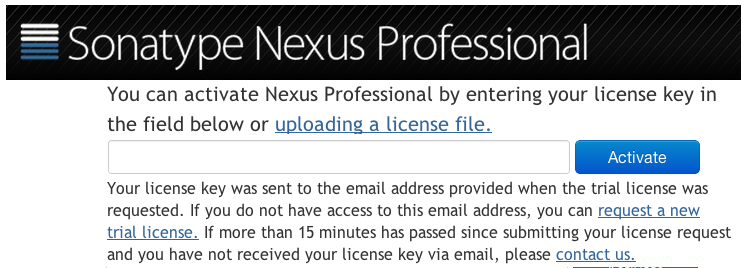 Sonatype Nexus Professional
You can activate Nexus Professional by entering your license key in
the field below or uploading a license file.
Activate
Your license key was sent to the email address provided when the trial license was
requested. If you do not have access to this email address, you can request a new
trial license. If more than 15 minutes has passed since submitting your license request
and you have not received your license key via email, please contact us.